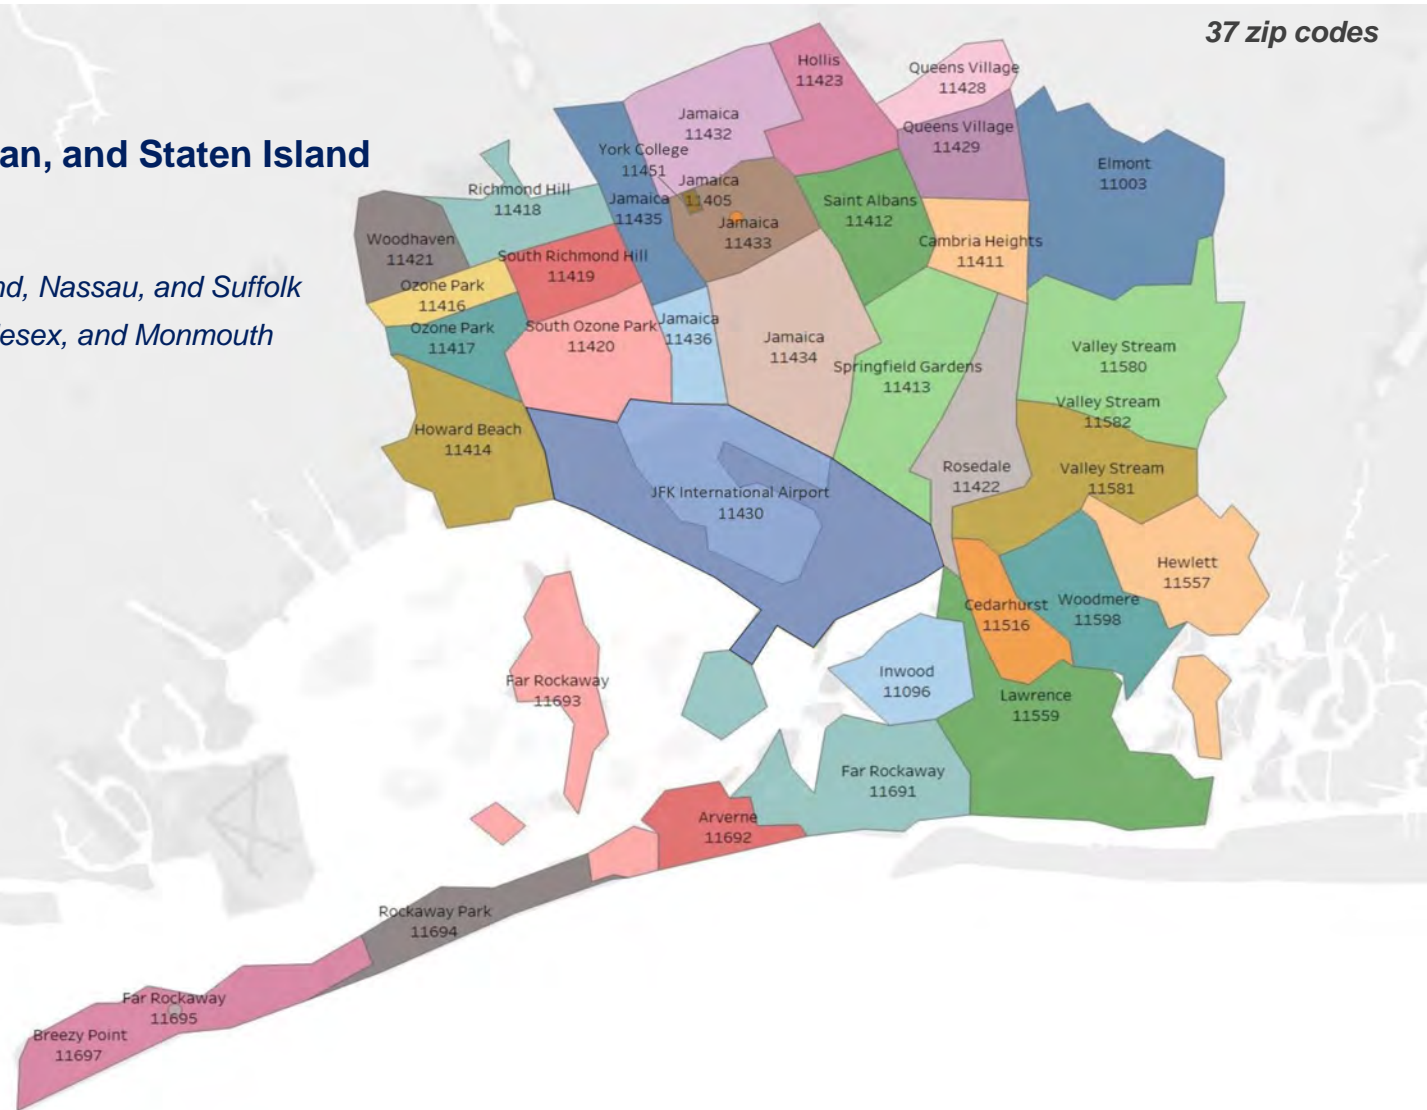 37 zip codes
an, and Staten Island
nd, Nassau, and Suffolk
lesex, and Monmouth
Hollis
11423
Queens Village
11428
Jamaica
11432
Queens Village
11429
York College
11451
Elmont
11003
Jamaica
11405
Richmond Hill
11418
Jamaica
11435
Saint Albans
11412
Jamaica
11433
Woodhaven
11421
Cambria Heights
11411
South Richmond Hill
11419
Ozone Park
11416
Ozone Park
11417
South Ozone Park
11420
Jamaica
11436
Jamaica
11434
Valley Stream
11580
Springfield Gardens
11413
Valley Stream
11582
Howard Beach
11414
Rosedale
11422
Valley Stream
11581
JFK International Airport
11430
Hewlett
11557
Cedarhurst
11516
Woodmere
11598
Far Rockaway
11693
Inwood
11096
Lawrence
11559
Far Rockaway
11691
Arverne
11692
Rockaway Park
11694
Far Rockaway
11695
Breezy Point
11697